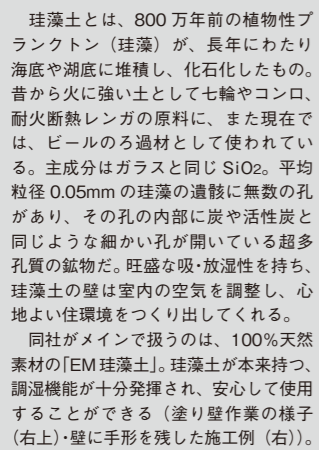 珪藻土とは、800 万年前の植物性プ
ランクトン（珪藻）が、長年にわたり
海底や湖底に堆積し、化石化したもの。
昔から火に強い土として七輪やコンロ、
耐火断熱レンガの原料に、また現在で
は、ビールのろ過材として使われてい
る。主成分はガラスと同じ SiO2。平均
粒径 0.05mm の珪藻の遺骸に無数の孔
があり、その孔の内部に炭や活性炭と
同じような細かい孔が開いている超多
孔質の鉱物だ。旺盛な吸・放湿性を持ち、
珪藻土の壁は室内の空気を調整し、心
地よい住環境をつくり出してくれる。
　同社がメインで扱うのは、100％天然
素材の「EM 珪藻土」。珪藻土が本来持つ、
調湿機能が十分発揮され、安心して使用
することができる（塗り壁作業の様子
（右上）・壁に手形を残した施工例（右））。